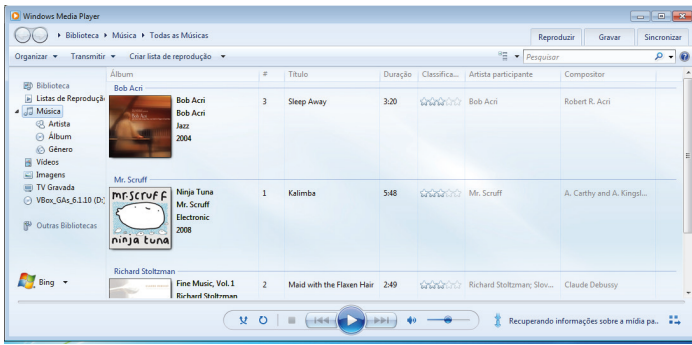 Windows Media Player
Biblioteca ▸ Música ▸ Todas as Músicas
Reproduzir Gravar Sincronizar
Organizar Transmitir Criar lista de reprodução Pesquisar
Álbum # Título Duração Classifica... Artista participante Compositor
Biblioteca
Listas de Reproduçã
Música
Artista
Álbum
Gênero
Vídeos
Imagens
TV Gravada
VBox_GAs_6.1.10 (D:
Outras Bibliotecas
Bing
Bob Acri
Bob Acri 3 Sleep Away 3:20 Bob Acri Robert R. Acri
Bob Acri
Jazz
2004
Mr. Scruff
mr.scruff
ninja tuna
Ninja Tuna 1 Kalimba 5:48 Mr. Scruff A. Carthy and A. Kingsl...
Mr. Scruff
Electronic
2008
Richard Stoltzman
Fine Music, Vol. 1 2 Maid with the Flaxen Hair 2:49 Richard Stoltzman; Slov... Claude Debussy
Richard Stoltzman
Recuperando informações sobre a mídia pa..